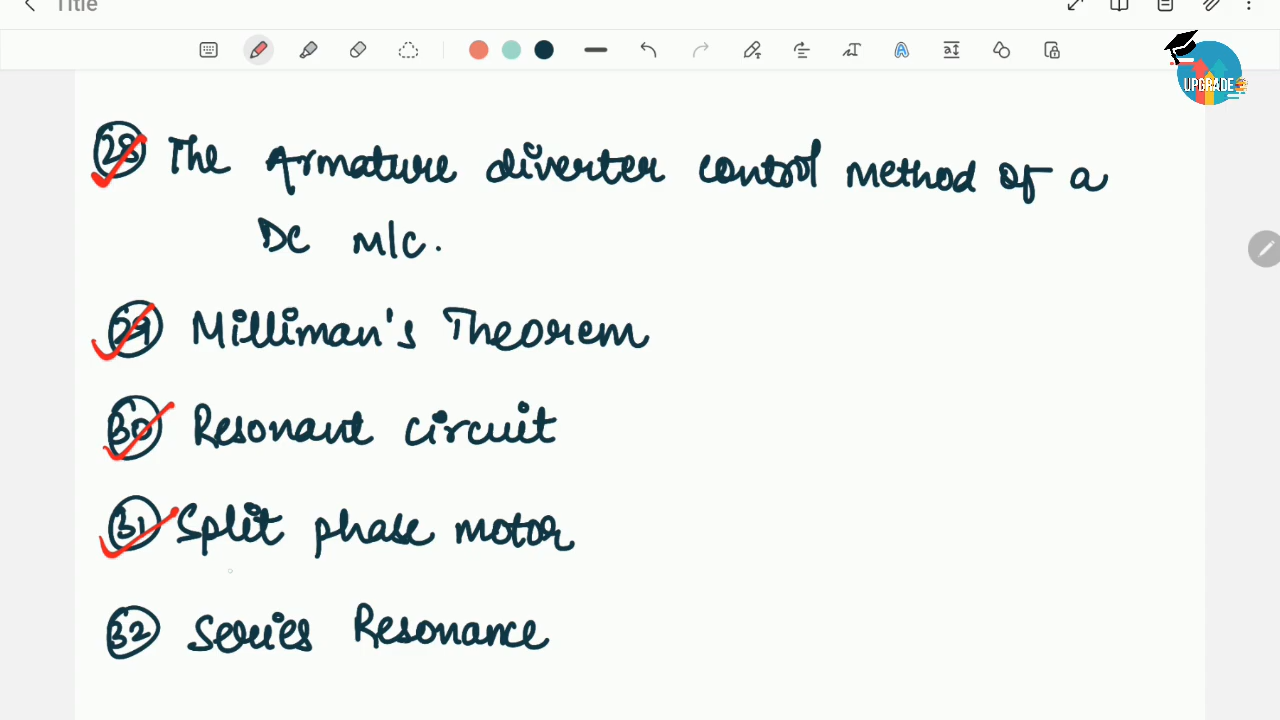 Title
UPGRADE
28 The Armature diverter control method of a
DC M/C.
29 Milliman's Theorem
30 Resonant circuit
31 Split phase motor
32 Series Resonance